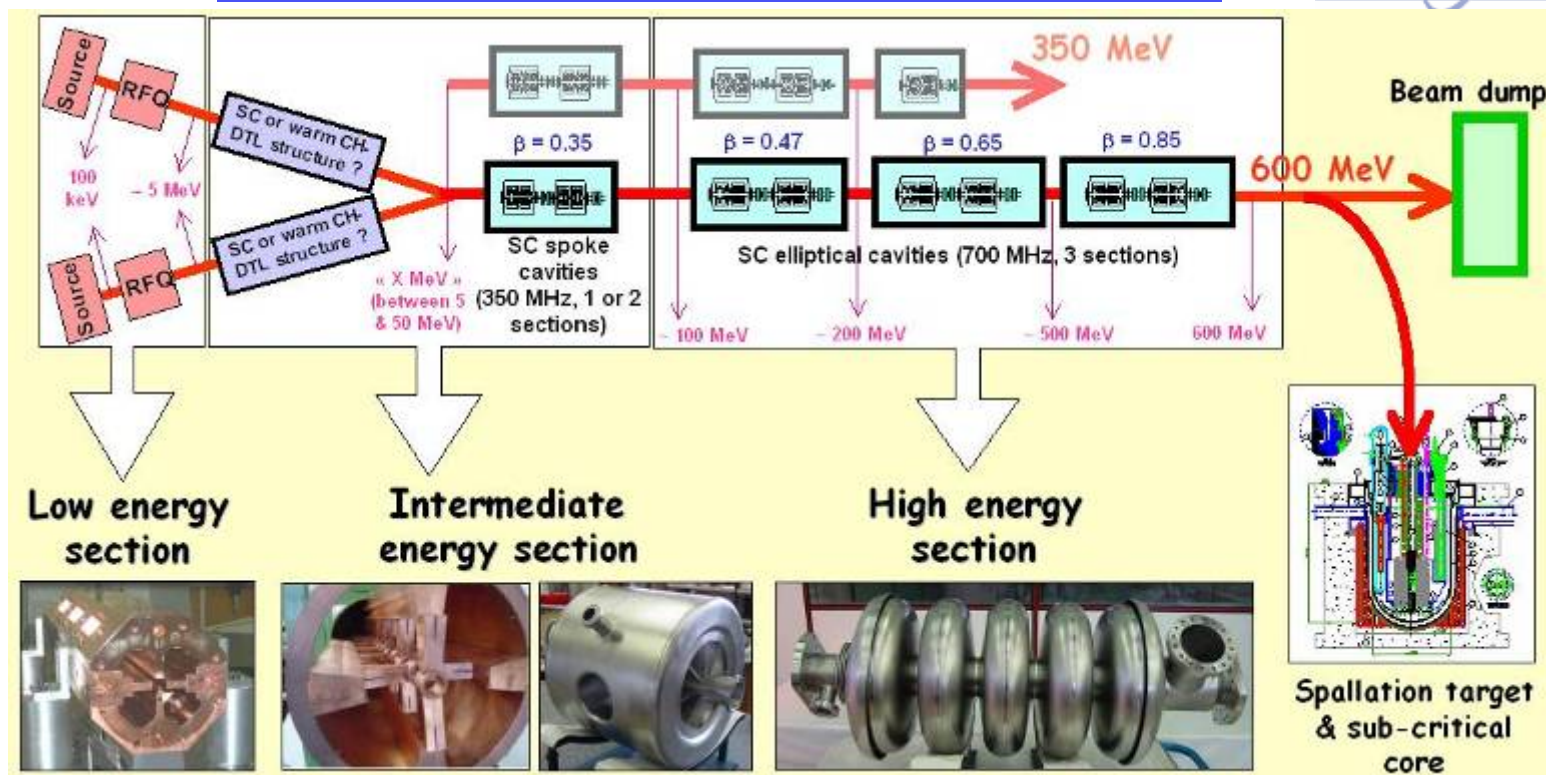 Source
RFQ
SC or warm CH-
DTL structure ?
100
keV
~ 5 MeV
Source
RFQ
SC or warm CH-
DTL structure ?
350 MeV
β = 0.35
β = 0.47
β = 0.65
β = 0.85
600 MeV
Beam dump
SC spoke
cavities
(350 MHz, 1 or 2
sections)
SC elliptical cavities (700 MHz, 3 sections)
« X MeV »
(between 5
& 50 MeV)
~ 100 MeV
~ 200 MeV
~ 500 MeV
600 MeV
Low energy
section
Intermediate
energy section
High energy
section
Spallation target
& sub-critical
core